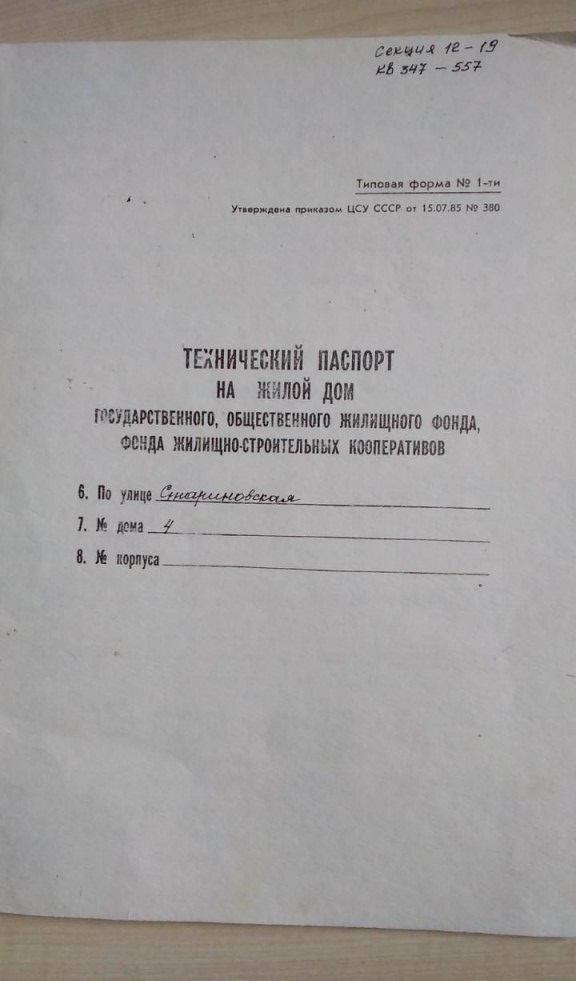 Секция 12-19
КВ 347 - 557
Типовая форма № 1-ти
Утверждена приказом ЦСУ СССР от 15.07.85 № 380
ТЕХНИЧЕСКИЙ ПАСПОРТ
НА ЖИЛОЙ ДОМ
ГОСУДАРСТВЕННОГО, ОБЩЕСТВЕННОГО ЖИЛИЩНОГО ФОНДА,
ФОНДА ЖИЛИЩНО-СТРОИТЕЛЬНЫХ КООПЕРАТИВОВ
6. По улице Стариновская
7. № дома 4
8. № корпуса